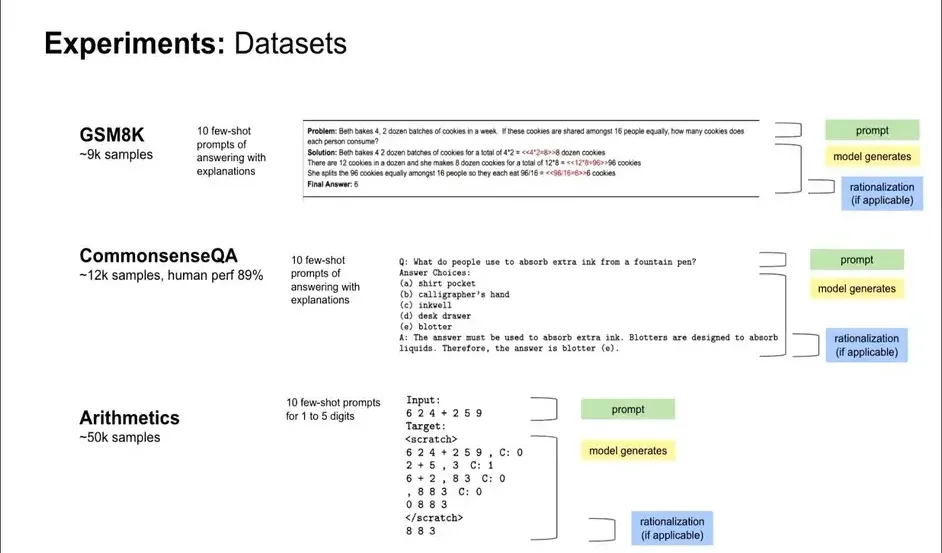 Experiments: Datasets
GSM8K
~9k samples
10 few-shot
prompts of
answering with
explanations
Problem: Beth bakes 4, 2 dozen batches of cookies in a week. If these cookies are shared amongst 16 people equally, how many cookies does
each person consume?
Solution: Beth bakes 4 2 dozen batches of cookies for a total of 4*2 = <<4*2=8>>8 dozen cookies
There are 12 cookies in a dozen and she makes 8 dozen cookies for a total of 12*8 = <<12*8=96>>96 cookies
She splits the 96 cookies equally amongst 16 people so they each eat 96/16 = <<96/16=6>>6 cookies
Final Answer: 6
prompt
model generates
rationalization
(if applicable)
CommonsenseQA
~12k samples, human perf 89%
10 few-shot
prompts of
answering with
explanations
Q: What do people use to absorb extra ink from a fountain pen?
Answer Choices:
(a) shirt pocket
(b) calligrapher's hand
(c) inkwell
(d) desk drawer
(e) blotter
A: The answer must be used to absorb extra ink. Blotters are designed to absorb
liquids. Therefore, the answer is blotter (e).
prompt
model generates
rationalization
(if applicable)
Arithmetics
~50k samples
10 few-shot prompts
for 1 to 5 digits
Input:
6 2 4 + 2 5 9
Target:
<scratch>
6 2 4 + 2 5 9 , C: 0
2 + 5 , 3 C: 1
6 + 2 , 8 3 C: 0
, 8 8 3 C: 0
0 8 8 3
</scratch>
8 8 3
prompt
model generates
rationalization
(if applicable)